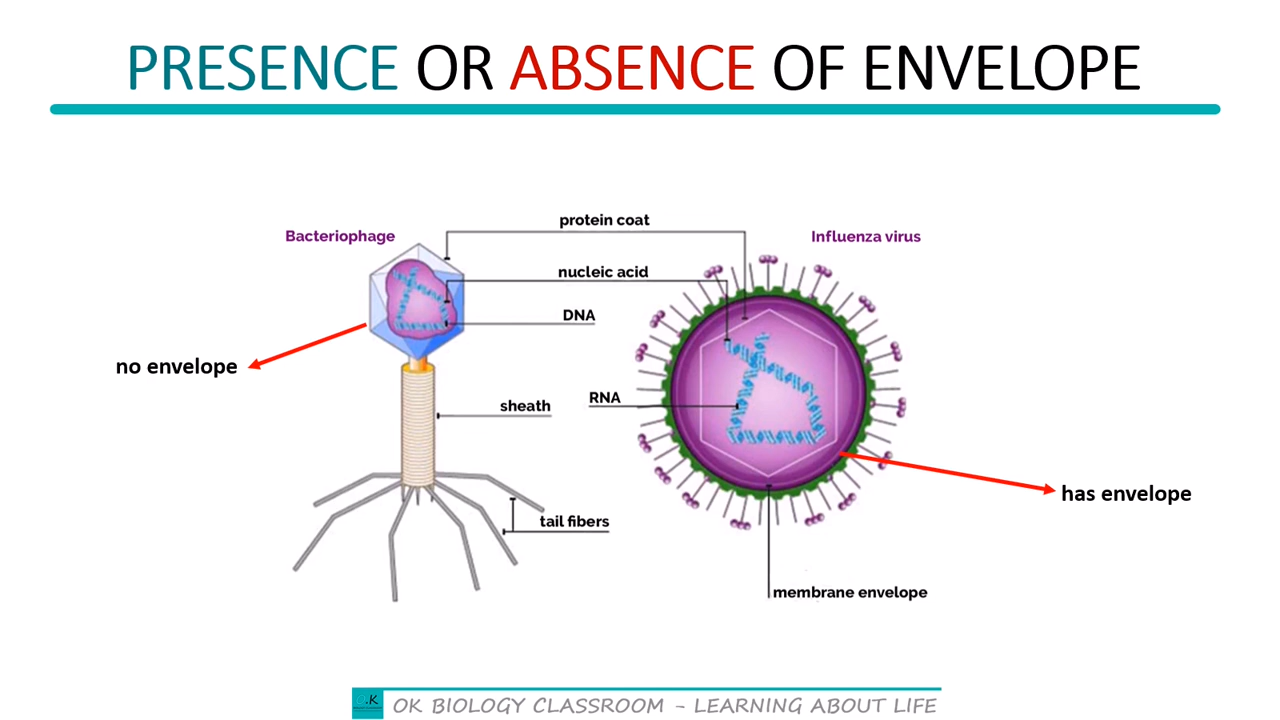 PRESENCE OR ABSENCE OF ENVELOPE
protein coat
Bacteriophage
Influenza virus
nucleic acid
DNA
no envelope
RNA
sheath
has envelope
tail fibers
membrane envelope
OK BIOLOGY CLASSROOM - LEARNING ABOUT LIFE